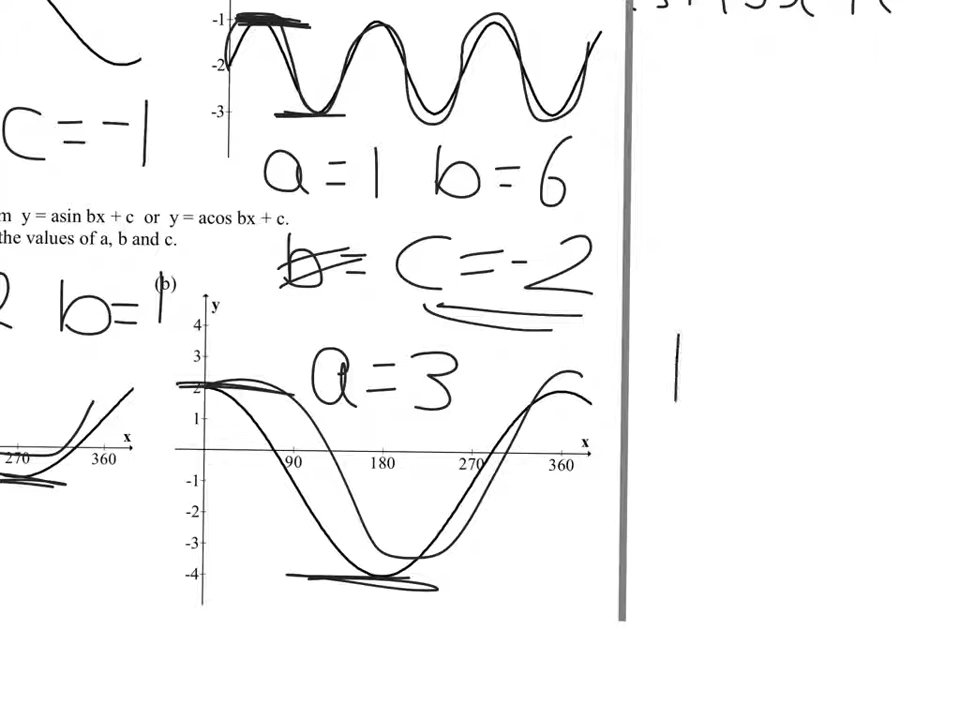 -1
-2
-3
c = -1
a = 1 b = 6
y = asin bx + c or y = acos bx + c.
the values of a, b and c.
b = c = -2
b = 1
(b)
y
4
3
a = 3
2
1
x
x
270 360
90 180 270 360
-1
-2
-3
-4